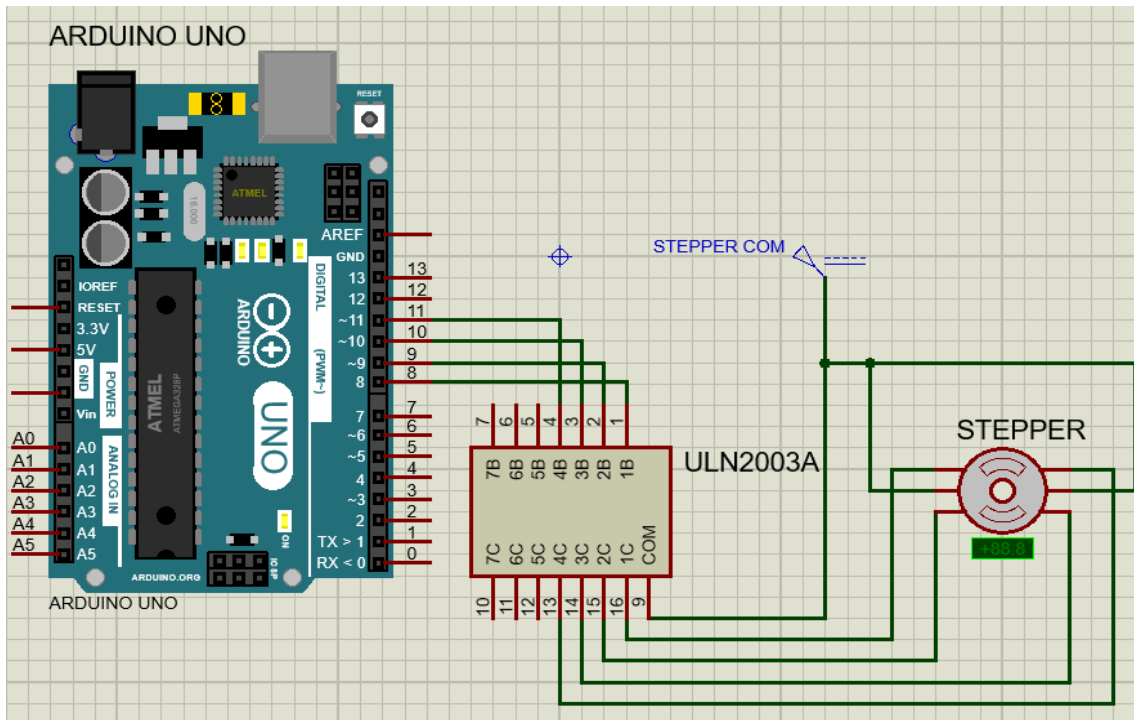 ARDUINO UNO
RESET
16.000
ATMEL
AREF
GND
13 13
12 12
~11 11
~10 10
~9 9
8 8
7 7
~6 6
~5 5
4 4
~3 3
2 2
TX > 1 1
RX < 0 0
DIGITAL (PWM~)
ARDUINO
UNO
IOREF
RESET
3.3V
5V
GND
Vin
POWER
A0 A0
A1 A1
A2 A2
A3 A3
A4 A4
A5 A5
ANALOG IN
ATMEL
ATMEGA328P
ON
ICSP
ARDUINO.ORG
ARDUINO UNO
STEPPER COM
7 6 5 4 3 2 1
7B 6B 5B 4B 3B 2B 1B
ULN2003A
7C 6C 5C 4C 3C 2C 1C COM
10 11 12 13 14 15 16 9
STEPPER
+88.8